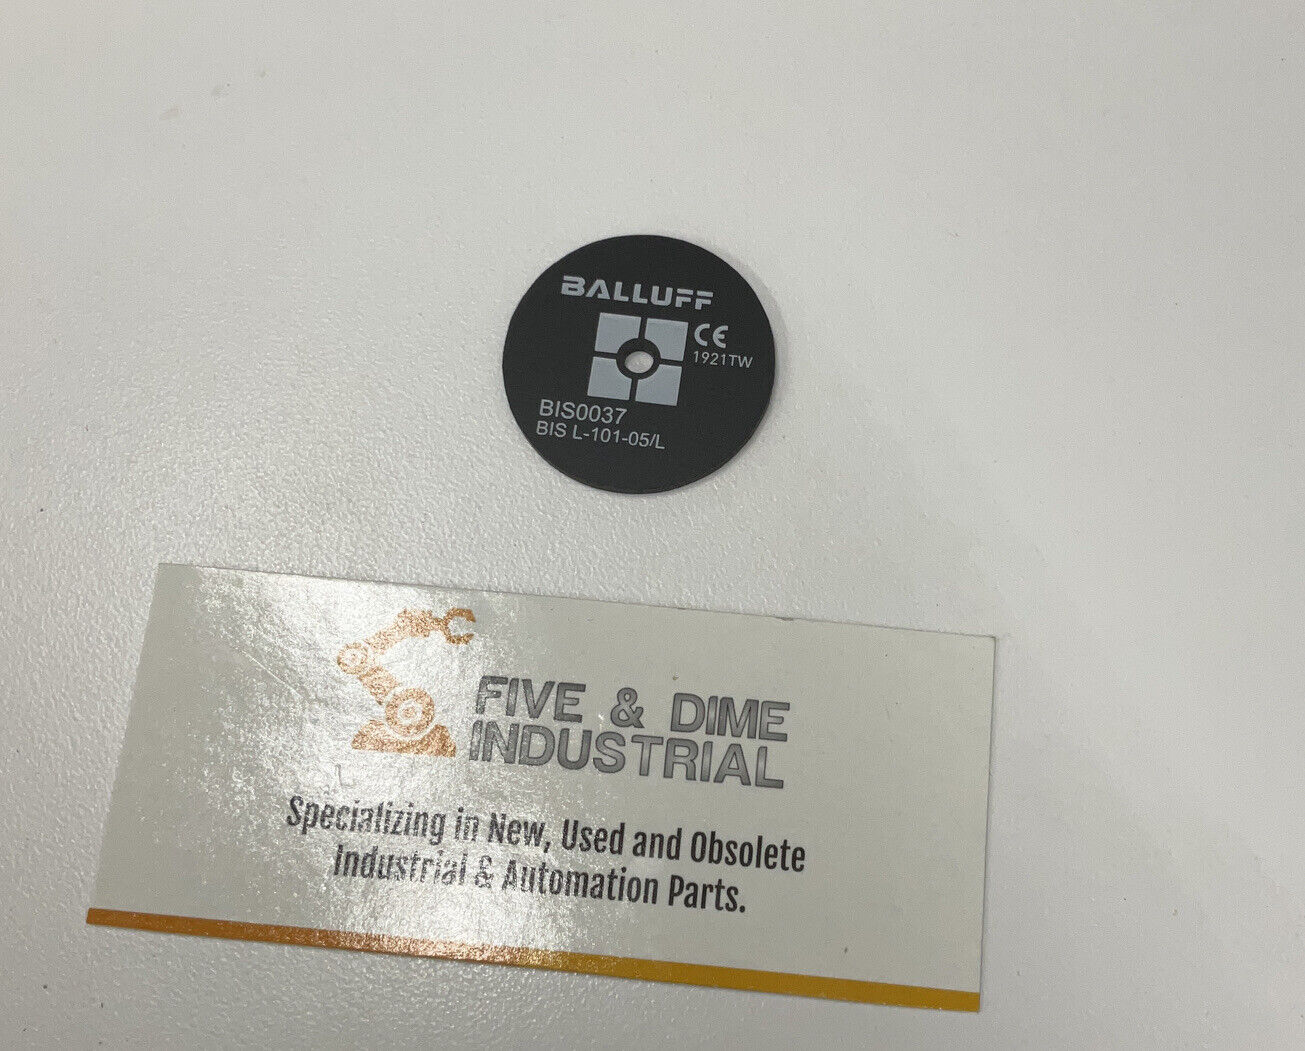 BALLUFF
CE
1921TW
BIS0037
BIS L-101-05/L
FIVE & DIME
INDUSTRIAL
Specializing in New, Used and Obsolete
Industrial & Automation Parts.